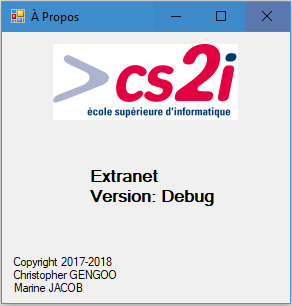 À Propos
>cs2i
école supérieure d'informatique
Extranet
Version: Debug
Copyright 2017-2018
Christopher GENGOO
Marine JACOB